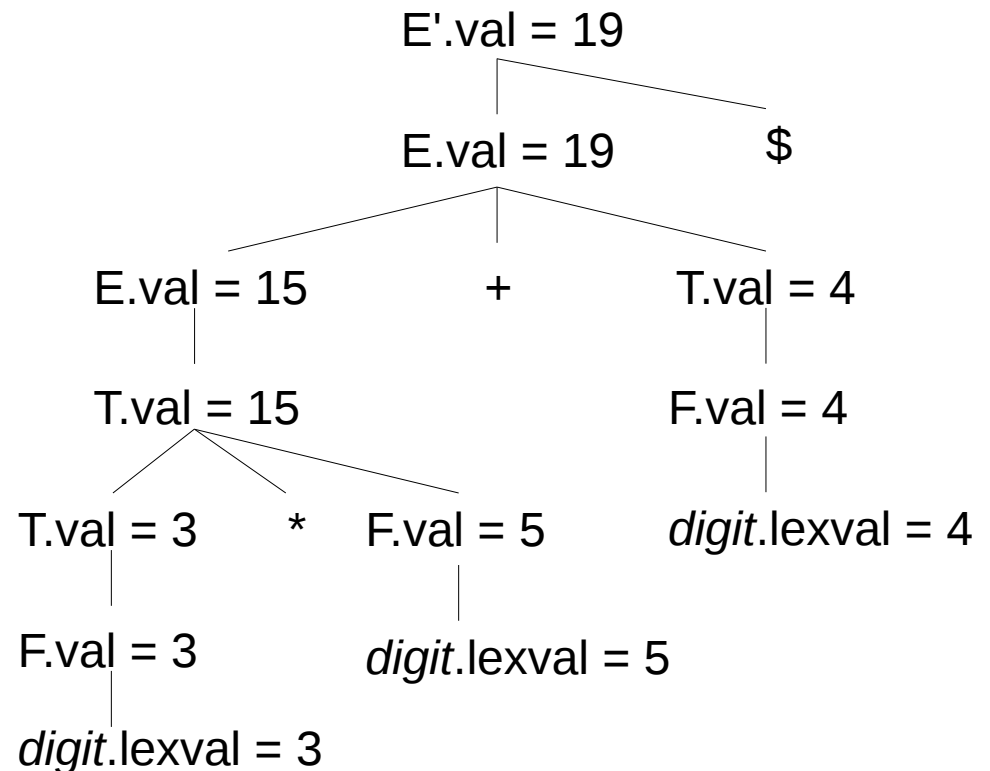 E'.val = 19
E.val = 19 $
E.val = 15 + T.val = 4
T.val = 15 F.val = 4
T.val = 3 * F.val = 5 digit.lexval = 4
F.val = 3 digit.lexval = 5
digit.lexval = 3